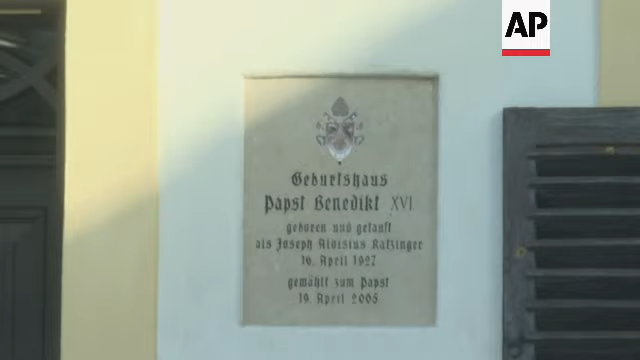 AP
Geburtshaus
Papst Benedikt XVI
geboren und getauft
als Joseph Aloisius Ratzinger
16. April 1927
gewählt zum Papst
19. April 2005